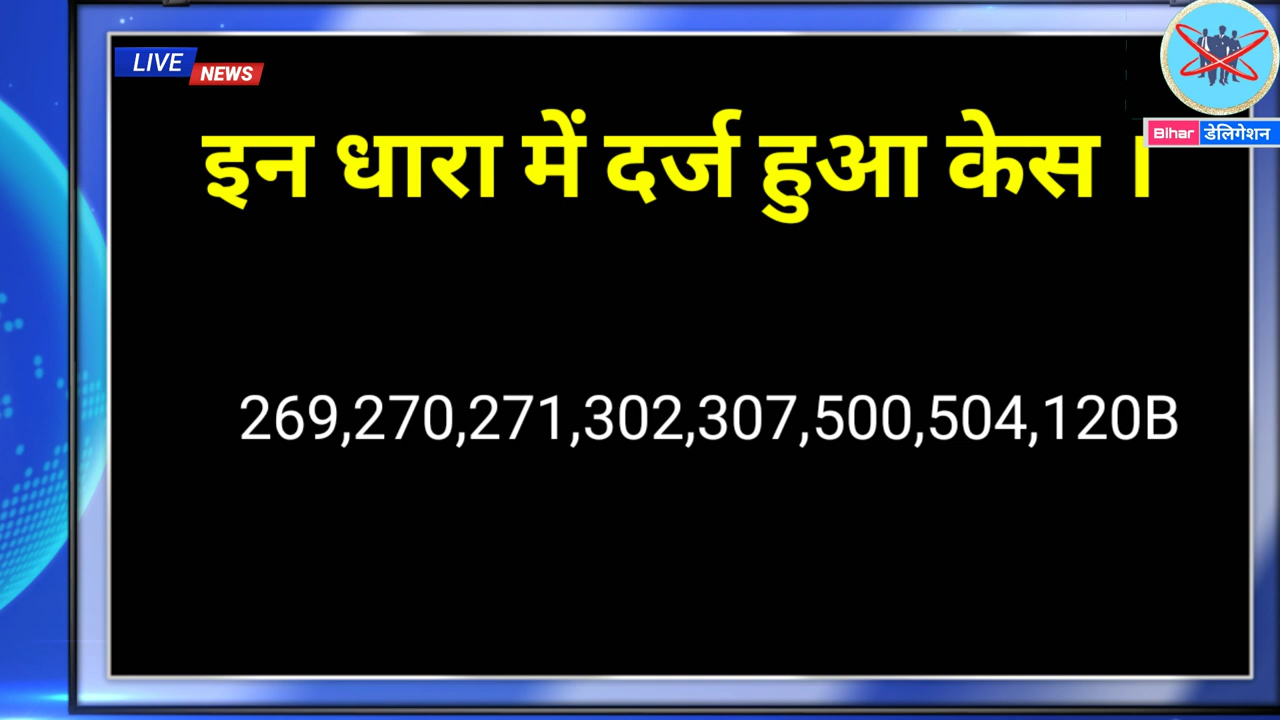 LIVE
NEWS
Bihar डेलिगेशन
इन धारा में दर्ज हुआ केस ।
269,270,271,302,307,500,504,120B